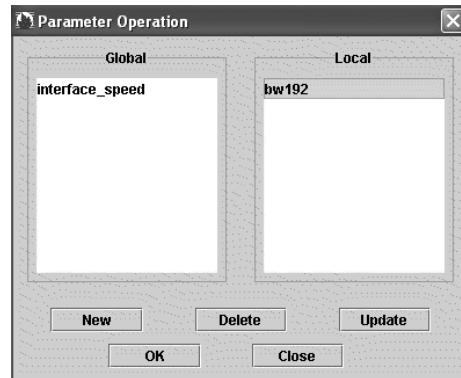 Parameter Operation
Global
Local
interface_speed
bw192
New
Delete
Update
OK
Close